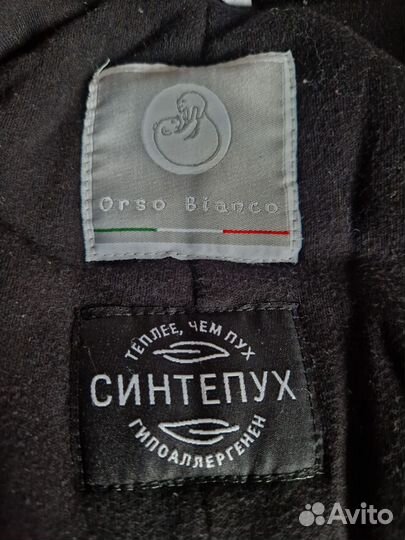 Orso Bianco
ТЕПЛЕЕ, ЧЕМ ПУХ
СИНТЕПУХ
ГИПОАЛЛЕРГЕНЕН
Avito